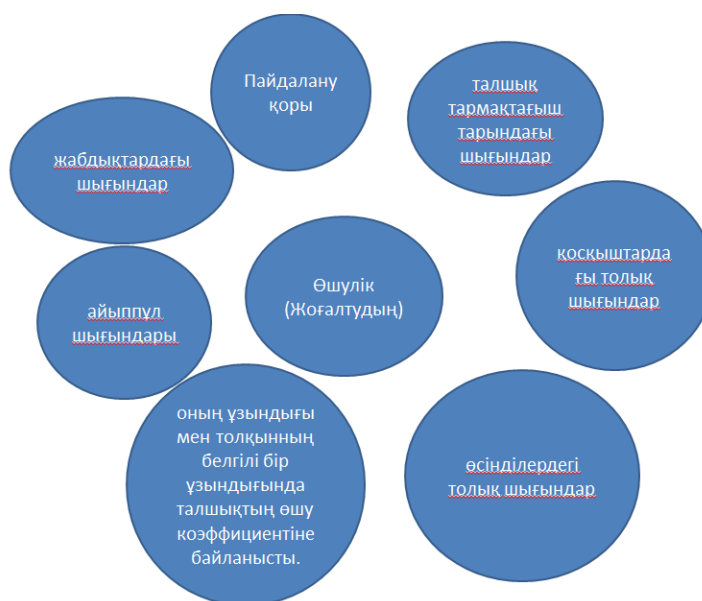 Пайдалану
қоры
талшық
тармақтағыш
тарындағы
шығындар
жабдықтардағы
шығындар
қосқыштарда
ғы толық
шығындар
Өшулік
(Жоғалтудың)
айыппұл
шығындары
оның ұзындығы
мен толқынның
белгілі бір
ұзындығында
талшықтың өшу
коэффициентіне
байланысты.
өсінділердегі
толық шығындар